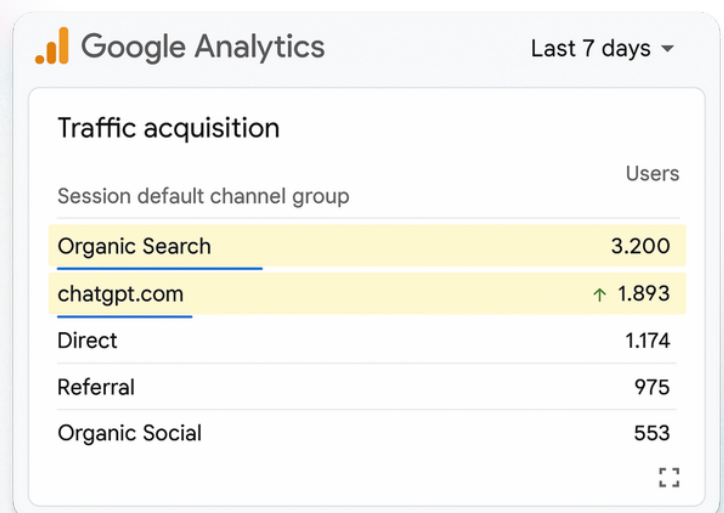 Google Analytics
Last 7 days
Traffic acquisition
Users
Session default channel group
Organic Search 3.200
chatgpt.com ↑ 1.893
Direct 1.174
Referral 975
Organic Social 553